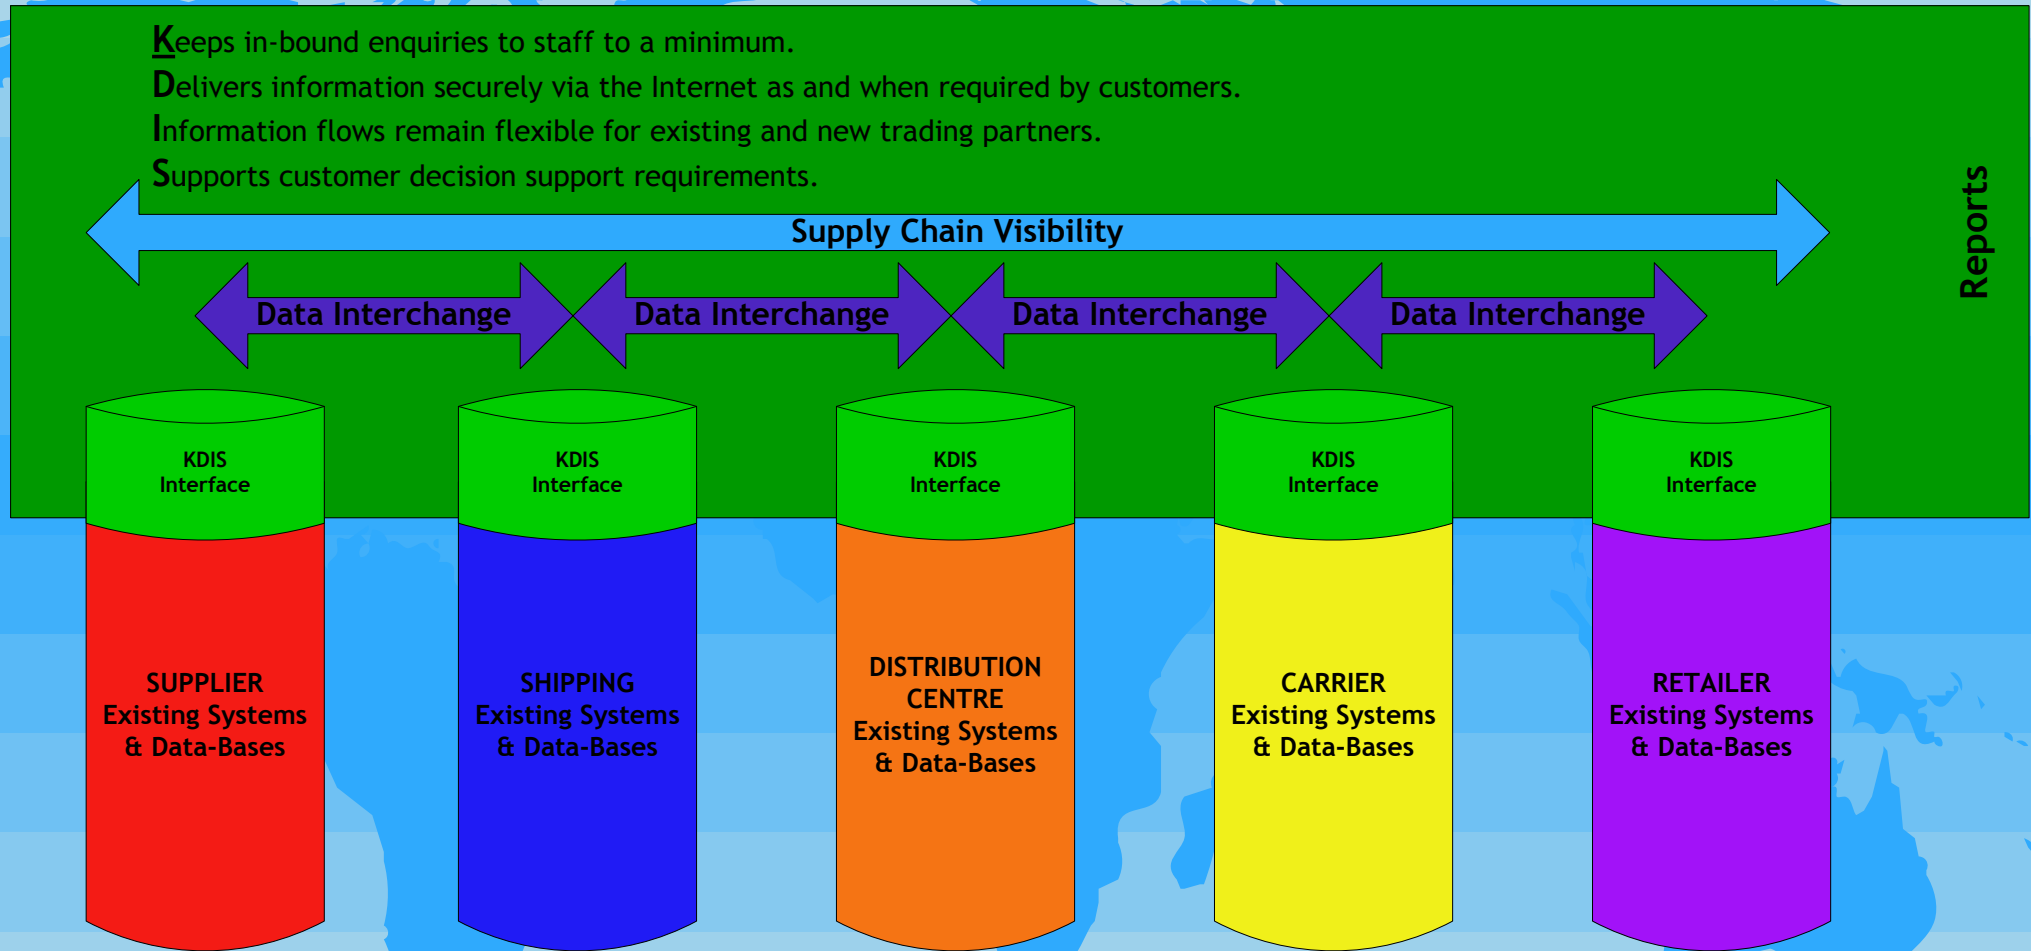 Keeps in-bound enquiries to staff to a minimum.
Delivers information securely via the Internet as and when required by customers.
Information flows remain flexible for existing and new trading partners.
Supports customer decision support requirements.
Reports
Supply Chain Visibility
Data Interchange
Data Interchange
Data Interchange
Data Interchange
KDIS
Interface
KDIS
Interface
KDIS
Interface
KDIS
Interface
KDIS
Interface
SUPPLIER
Existing Systems
& Data-Bases
SHIPPING
Existing Systems
& Data-Bases
DISTRIBUTION
CENTRE
Existing Systems
& Data-Bases
CARRIER
Existing Systems
& Data-Bases
RETAILER
Existing Systems
& Data-Bases